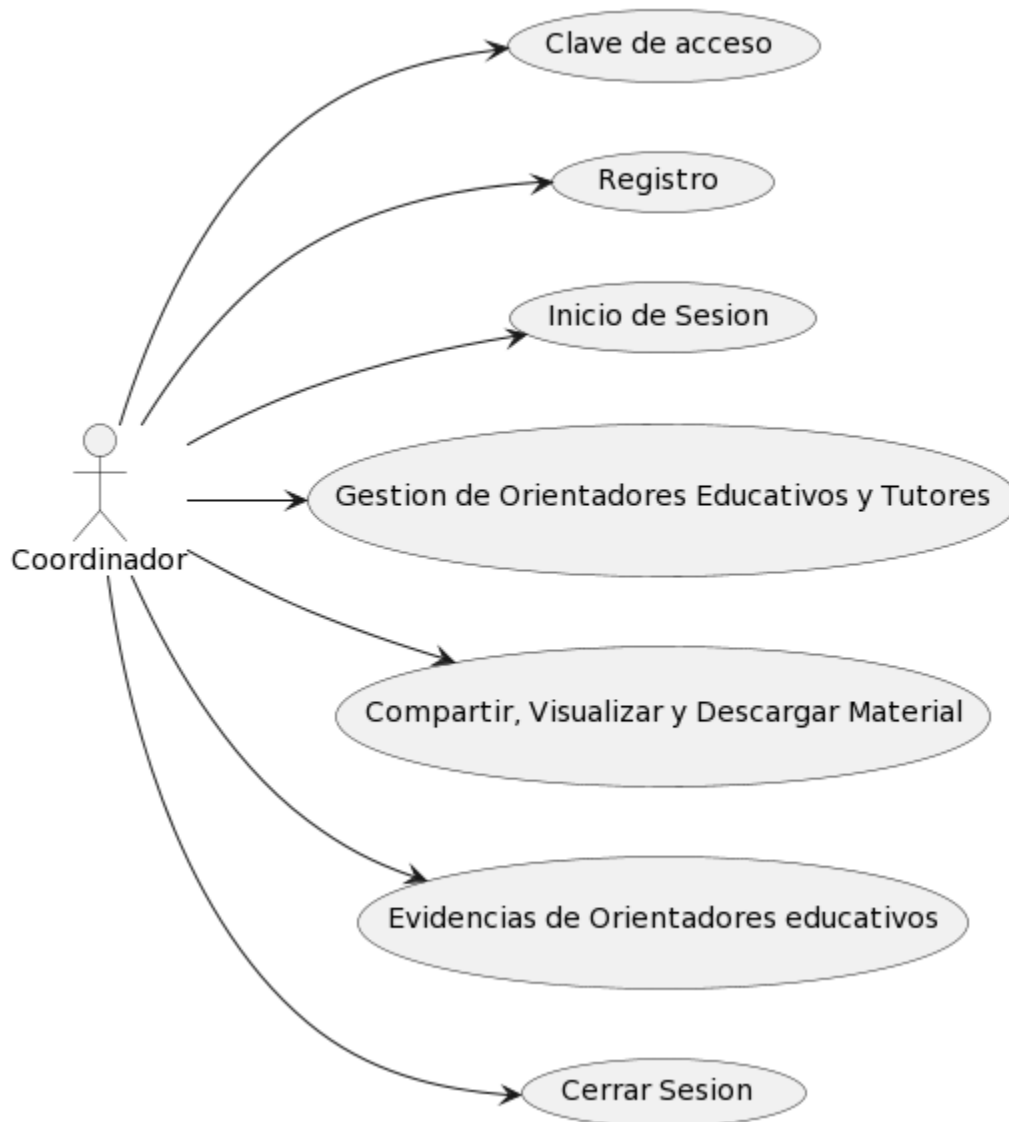 Clave de acceso
Registro
Inicio de Sesion
Gestion de Orientadores Educativos y Tutores
Coordinador
Compartir, Visualizar y Descargar Material
Evidencias de Orientadores educativos
Cerrar Sesion